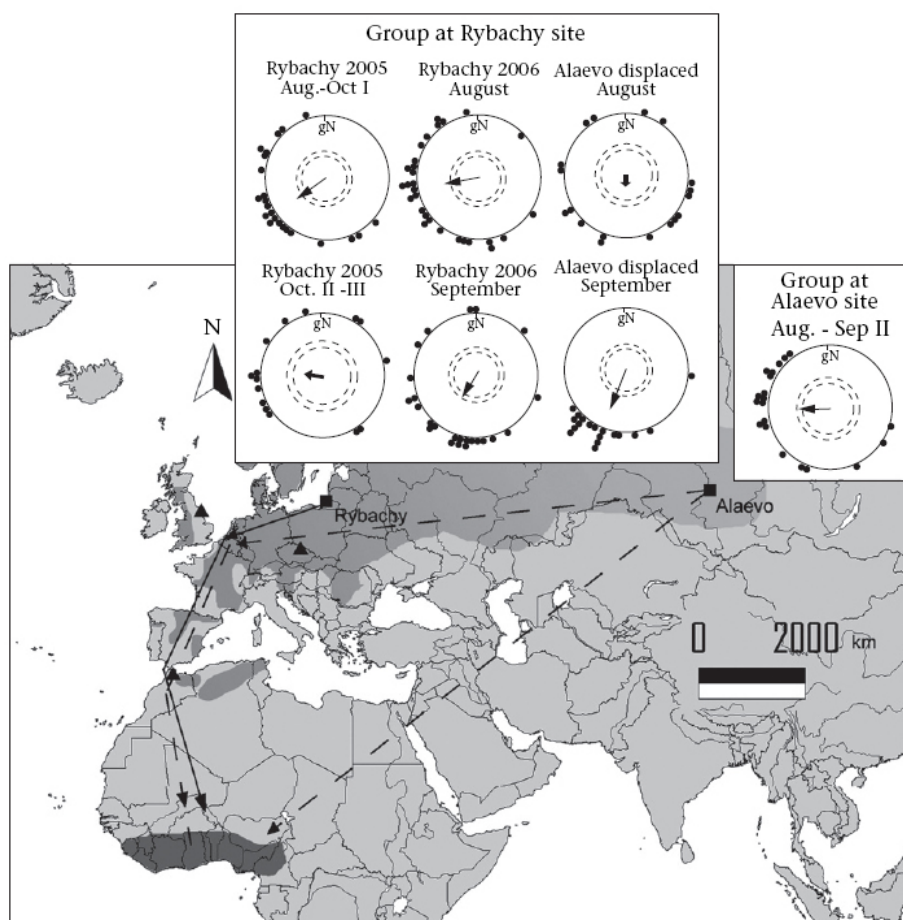 Group at Rybachy site
Rybachy 2005
Aug.-Oct I
gN
Rybachy 2006
August
gN
Alaevo displaced
August
gN
Rybachy 2005
Oct. II -III
gN
Rybachy 2006
September
gN
Alaevo displaced
September
gN
Group at
Alaevo site
Aug. - Sep II
gN
N
Rybachy
Alaevo
0 2000 km